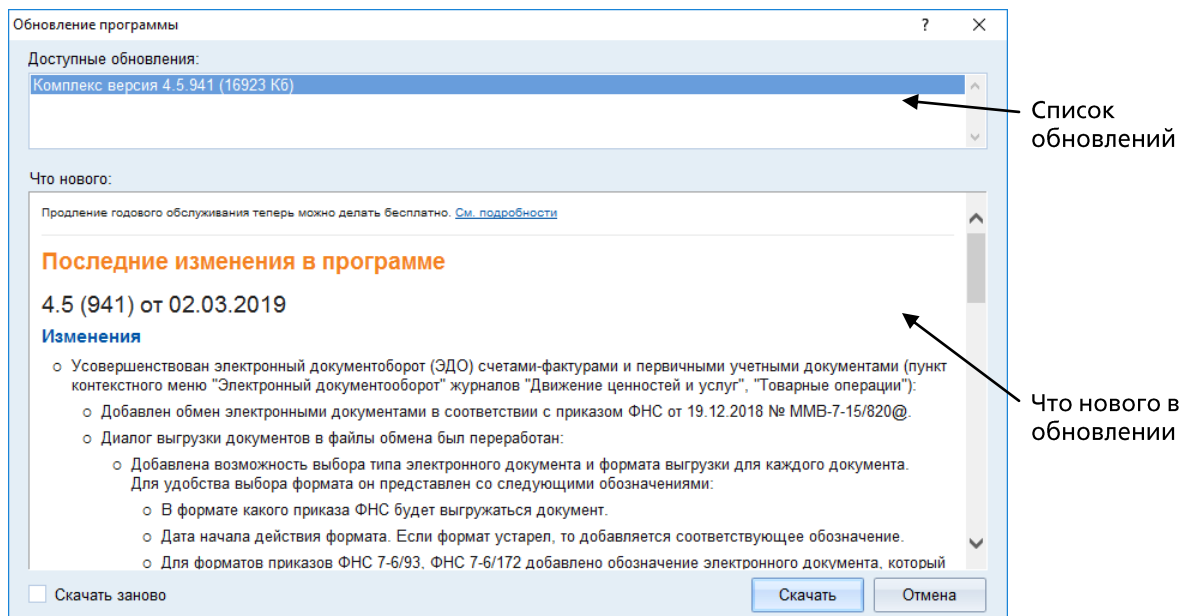 Обновление программы
?
Доступные обновления:
Комплекс версия 4.5.941 (16923 Кб)
Список
обновлений
Что нового:
Продление годового обслуживания теперь можно делать бесплатно. См. подробности
Последние изменения в программе
4.5 (941) от 02.03.2019
Изменения
Усовершенствован электронный документоборот (ЭДО) счетами-фактурами и первичными учетными документами (пункт
контекстного меню "Электронный документооборот" журналов "Движение ценностей и услуг", "Товарные операции"):
Добавлен обмен электронными документами в соответствии с приказом ФНС от 19.12.2018 № ММВ-7-15/820@.
Что нового в
обновлении
Диалог выгрузки документов в файлы обмена был переработан:
Добавлена возможность выбора типа электронного документа и формата выгрузки для каждого документа.
Для удобства выбора формата он представлен со следующими обозначениями:
В формате какого приказа ФНС будет выгружаться документ.
Дата начала действия формата. Если формат устарел, то добавляется соответствующее обозначение.
Для форматов приказов ФНС 7-6/93, ФНС 7-6/172 добавлено обозначение электронного документа, который
Скачать заново
Скачать
Отмена